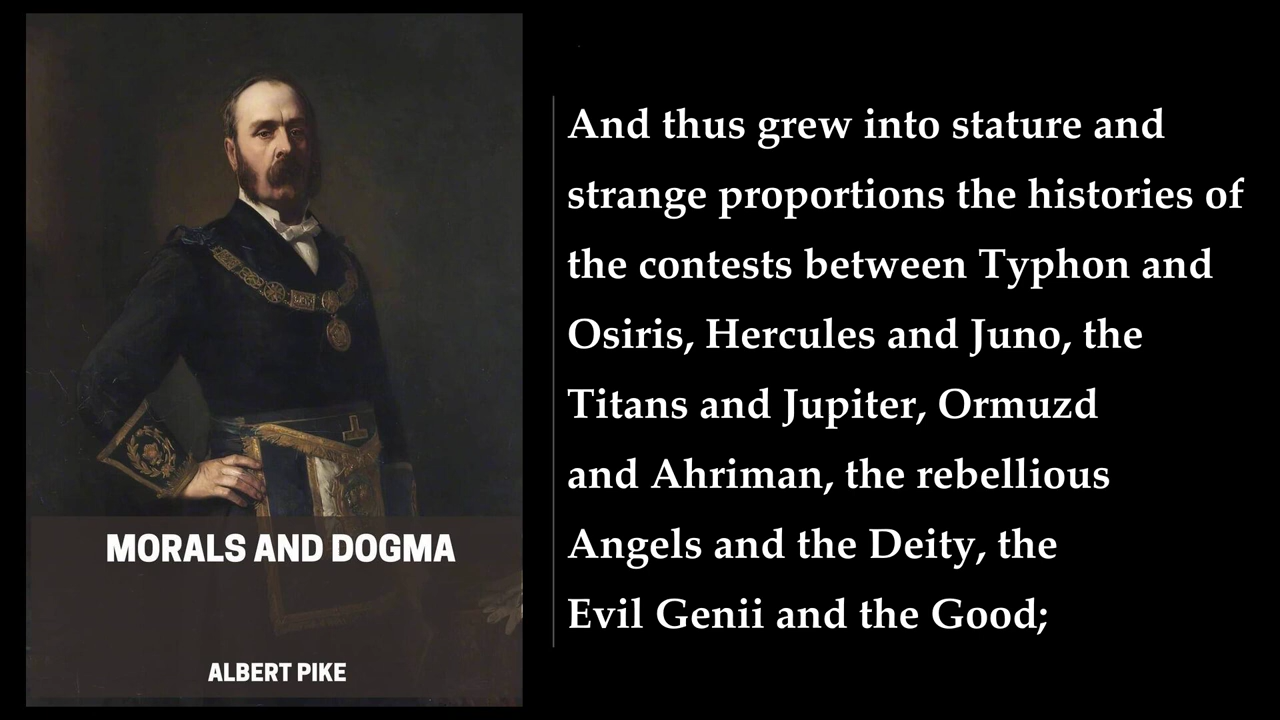 MORALS AND DOGMA
ALBERT PIKE
And thus grew into stature and
strange proportions the histories of
the contests between Typhon and
Osiris, Hercules and Juno, the
Titans and Jupiter, Ormuzd
and Ahriman, the rebellious
Angels and the Deity, the
Evil Genii and the Good;